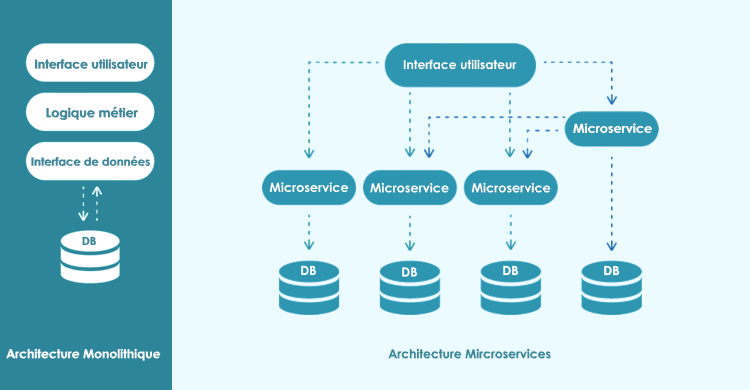 Interface utilisateur
Logique métier
Interface de données
DB
Architecture Monolithique
Interface utilisateur
Microservice
Microservice
Microservice
Microservice
DB
DB
DB
DB
Architecture Mircroservices